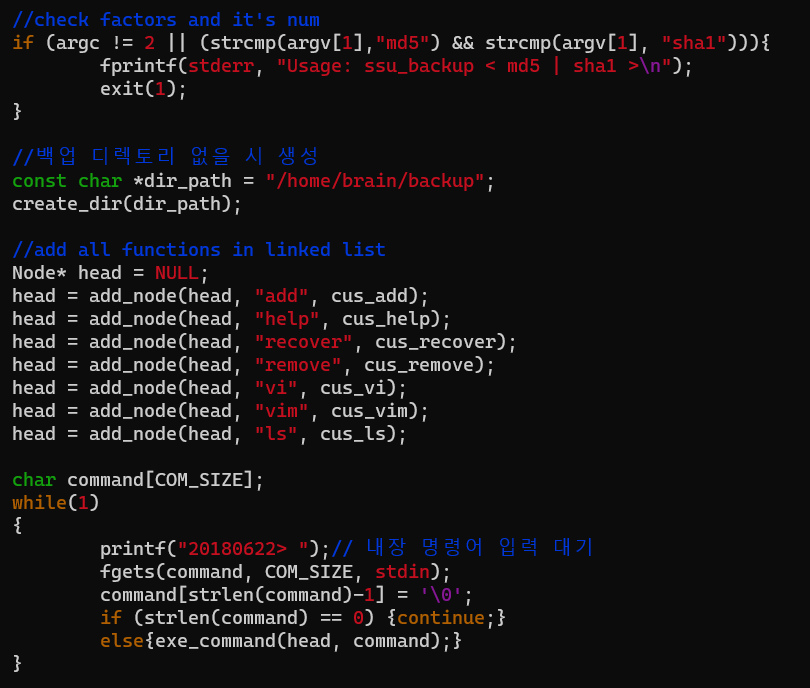 //check factors and it's num
if (argc != 2 || (strcmp(argv[1],"md5") && strcmp(argv[1], "sha1"))){
        fprintf(stderr, "Usage: ssu_backup < md5 | sha1 >\n");
        exit(1);
}

//백업 디렉토리 없을 시 생성
const char *dir_path = "/home/brain/backup";
create_dir(dir_path);

//add all functions in linked list
Node* head = NULL;
head = add_node(head, "add", cus_add);
head = add_node(head, "help", cus_help);
head = add_node(head, "recover", cus_recover);
head = add_node(head, "remove", cus_remove);
head = add_node(head, "vi", cus_vi);
head = add_node(head, "vim", cus_vim);
head = add_node(head, "ls", cus_ls);

char command[COM_SIZE];
while(1)
{
        printf("20180622> ");// 내장 명령어 입력 대기
        fgets(command, COM_SIZE, stdin);
        command[strlen(command)-1] = '\0';
        if (strlen(command) == 0) {continue;}
        else{exe_command(head, command);}
}